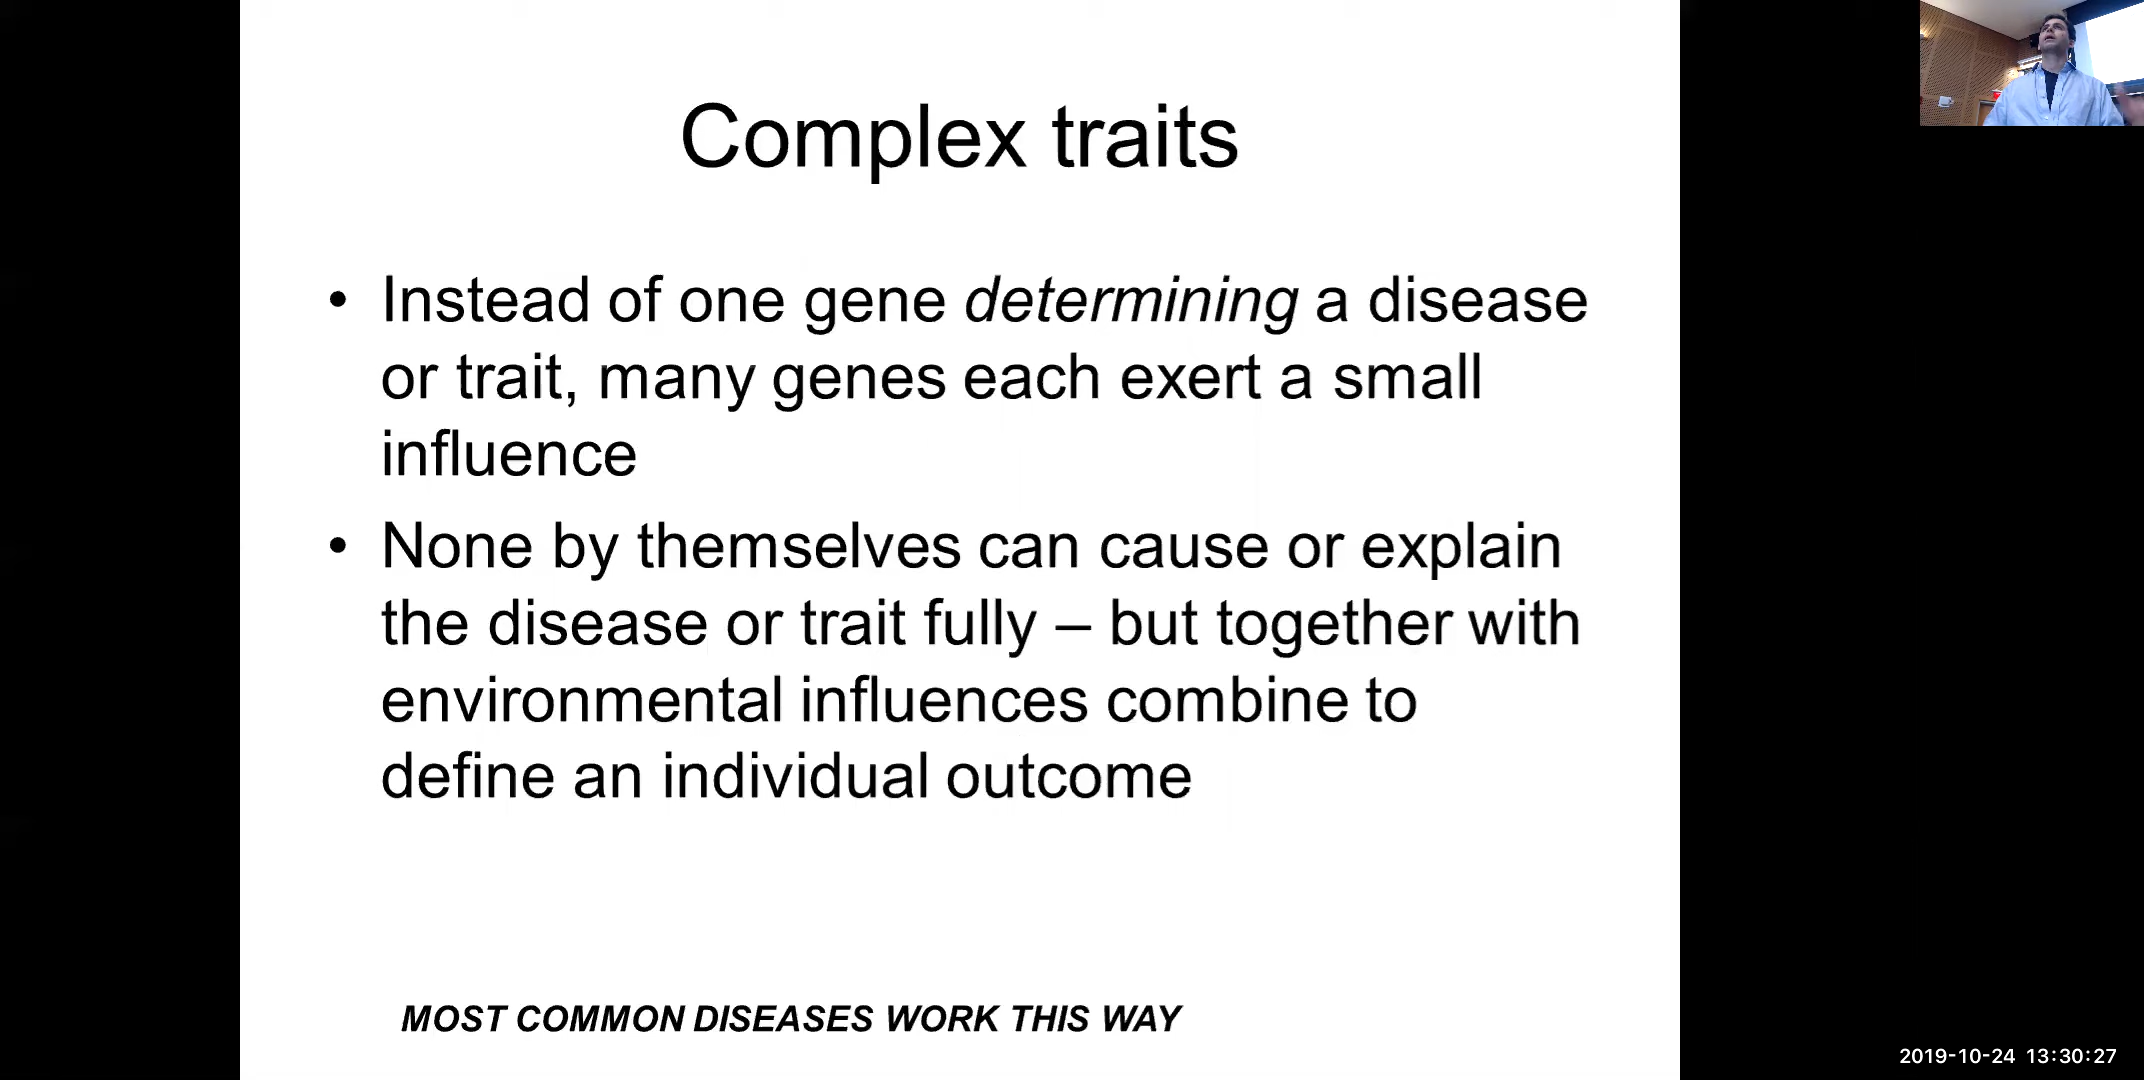 Complex traits
• Instead of one gene determining a disease
or trait, many genes each exert a small
influence
• None by themselves can cause or explain
the disease or trait fully – but together with
environmental influences combine to
define an individual outcome
MOST COMMON DISEASES WORK THIS WAY
2019-10-24 13:30:27